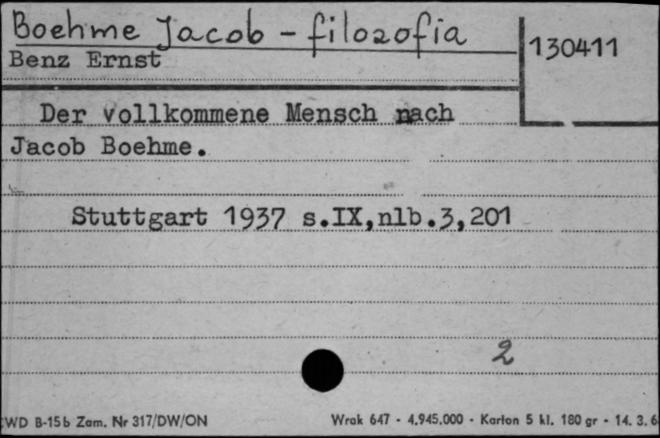 Boehme Jacob - filozofia
130411
Benz Ernst
Der vollkommene Mensch nach
Jacob Boehme.
Stuttgart 1937 s.IX,nlb.3,201
2
CWD B-15b Zam. Nr 317/DW/ON
Wrak 647 - 4.945.000 - Karton 5 kl. 180 gr - 14. 3. 6